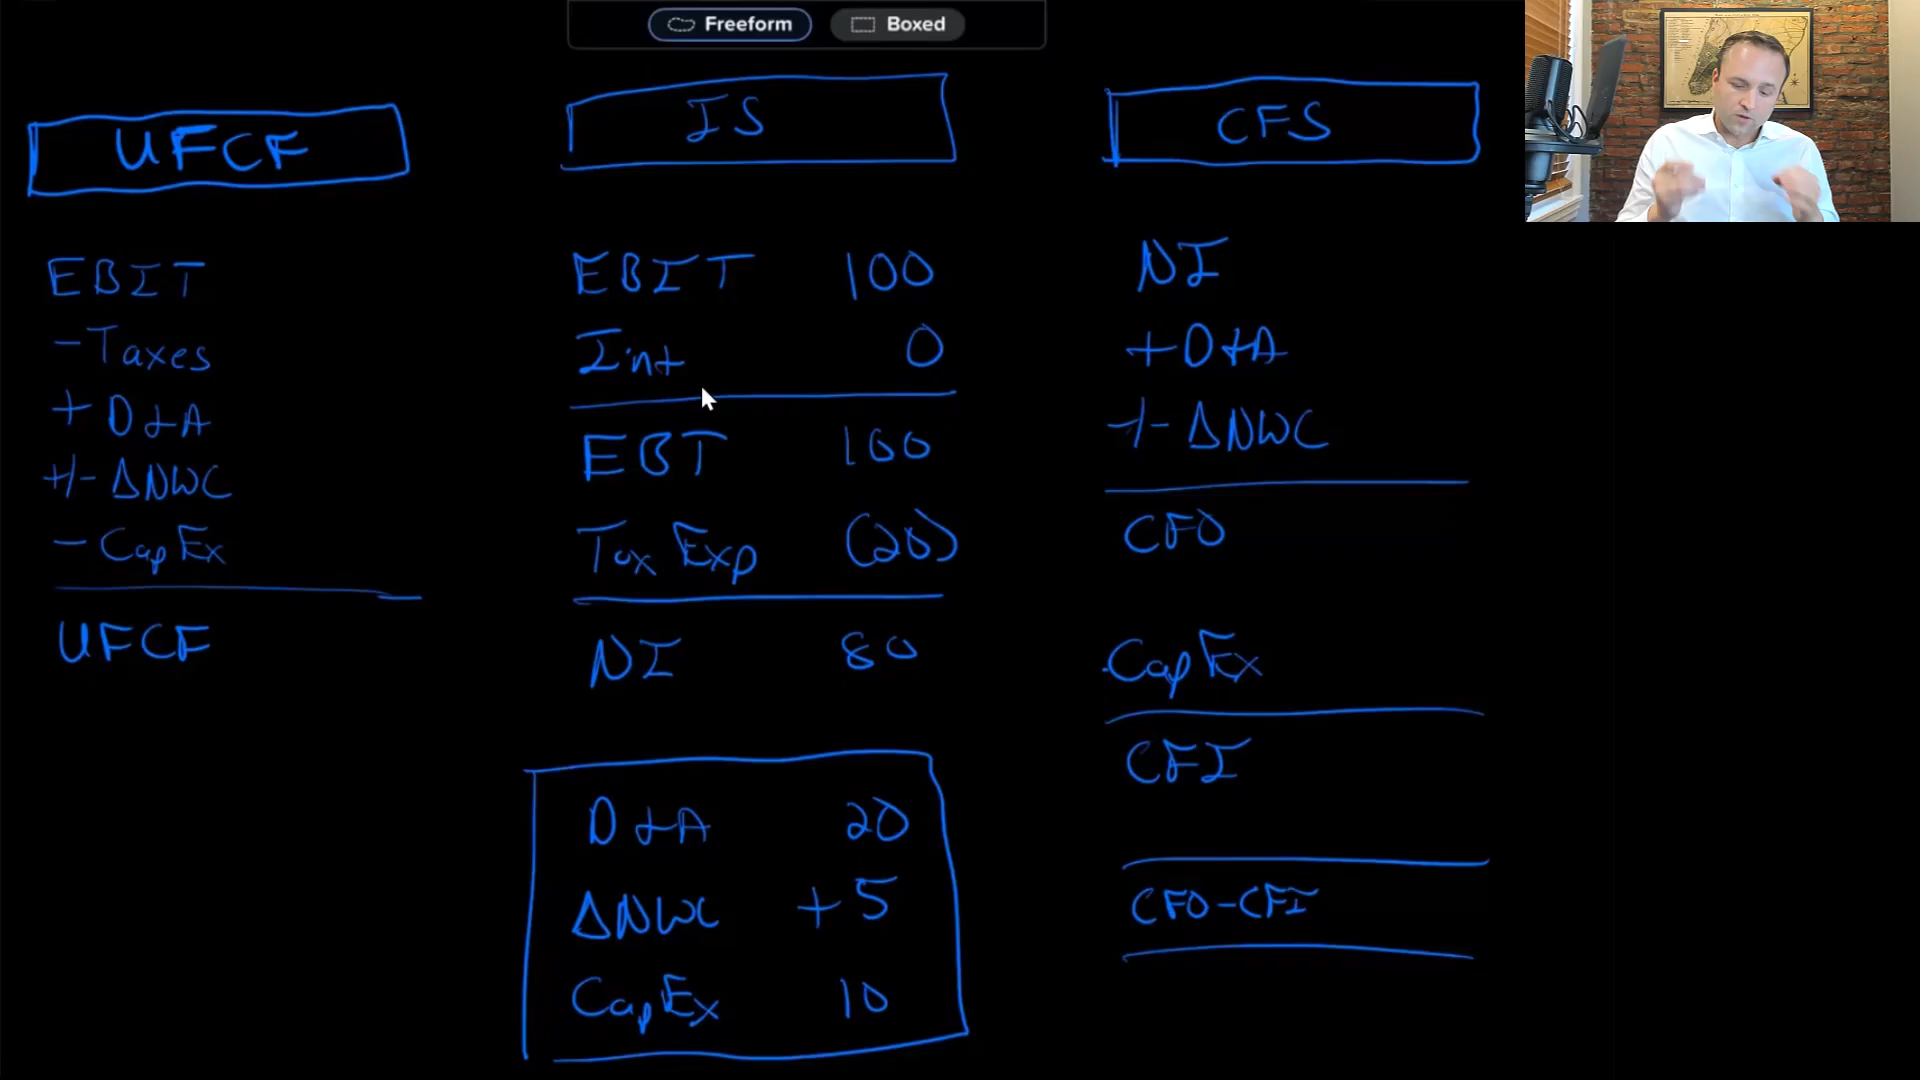 Freeform Boxed
UFCF
EBIT
- Taxes
+ D&A
+/- ΔNWC
- CapEx
UFCF
IS
EBIT 100
Int 0
EBT 100
Tax Exp (20)
NI 80
D&A 20
ΔNWC +5
CapEx 10
CFS
NI
+ D&A
+/- ΔNWC
CFO
CapEx
CFI
CFO-CFI